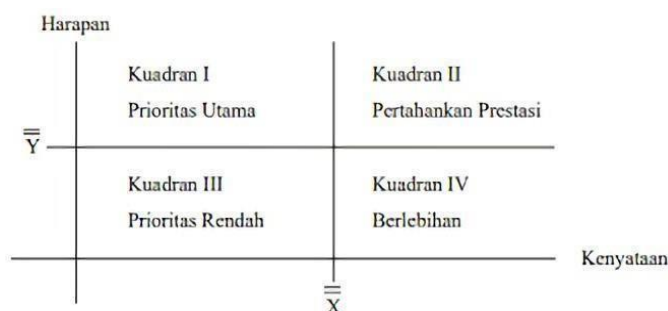 Harapan
Kuadran I
Prioritas Utama
Kuadran II
Pertahankan Prestasi
Y̿
Kuadran III
Prioritas Rendah
Kuadran IV
Berlebihan
Kenyataan
X̿